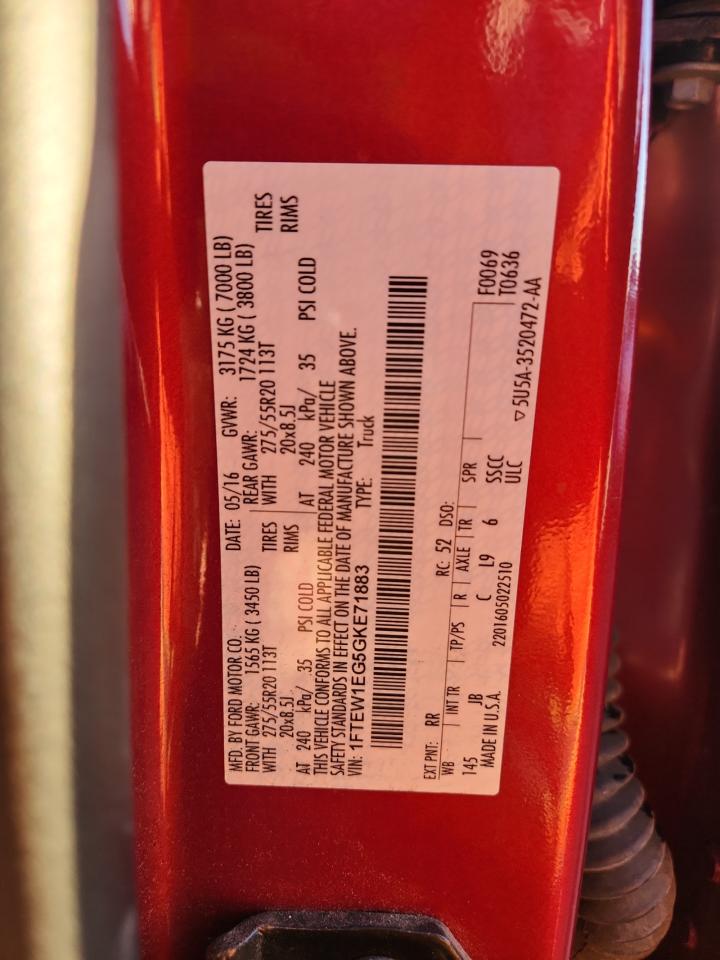 MFD. BY FORD MOTOR CO. DATE: 05/16 GVWR: 3175 KG ( 7000 LB)
FRONT GAWR: 1565 KG ( 3450 LB) REAR GAWR: 1724 KG ( 3800 LB)
WITH 275/55R20 113T TIRES WITH 275/55R20 113T TIRES
20x8.5J RIMS 20x8.5J RIMS
AT 240 kPa/ 35 PSI COLD AT 240 kPa/ 35 PSI COLD
THIS VEHICLE CONFORMS TO ALL APPLICABLE FEDERAL MOTOR VEHICLE
SAFETY STANDARDS IN EFFECT ON THE DATE OF MANUFACTURE SHOWN ABOVE.
VIN: 1FTEW1EG5GKE71883 TYPE: Truck
EXT PNT: RR RC: 52 DSO: F0069
WB INT TR TP/PS R AXLE TR SPR T0636
145 JB C L9 6 SSCC
MADE IN U.S.A. 2201605022510 ULC ▽5U5A-3520472-AA